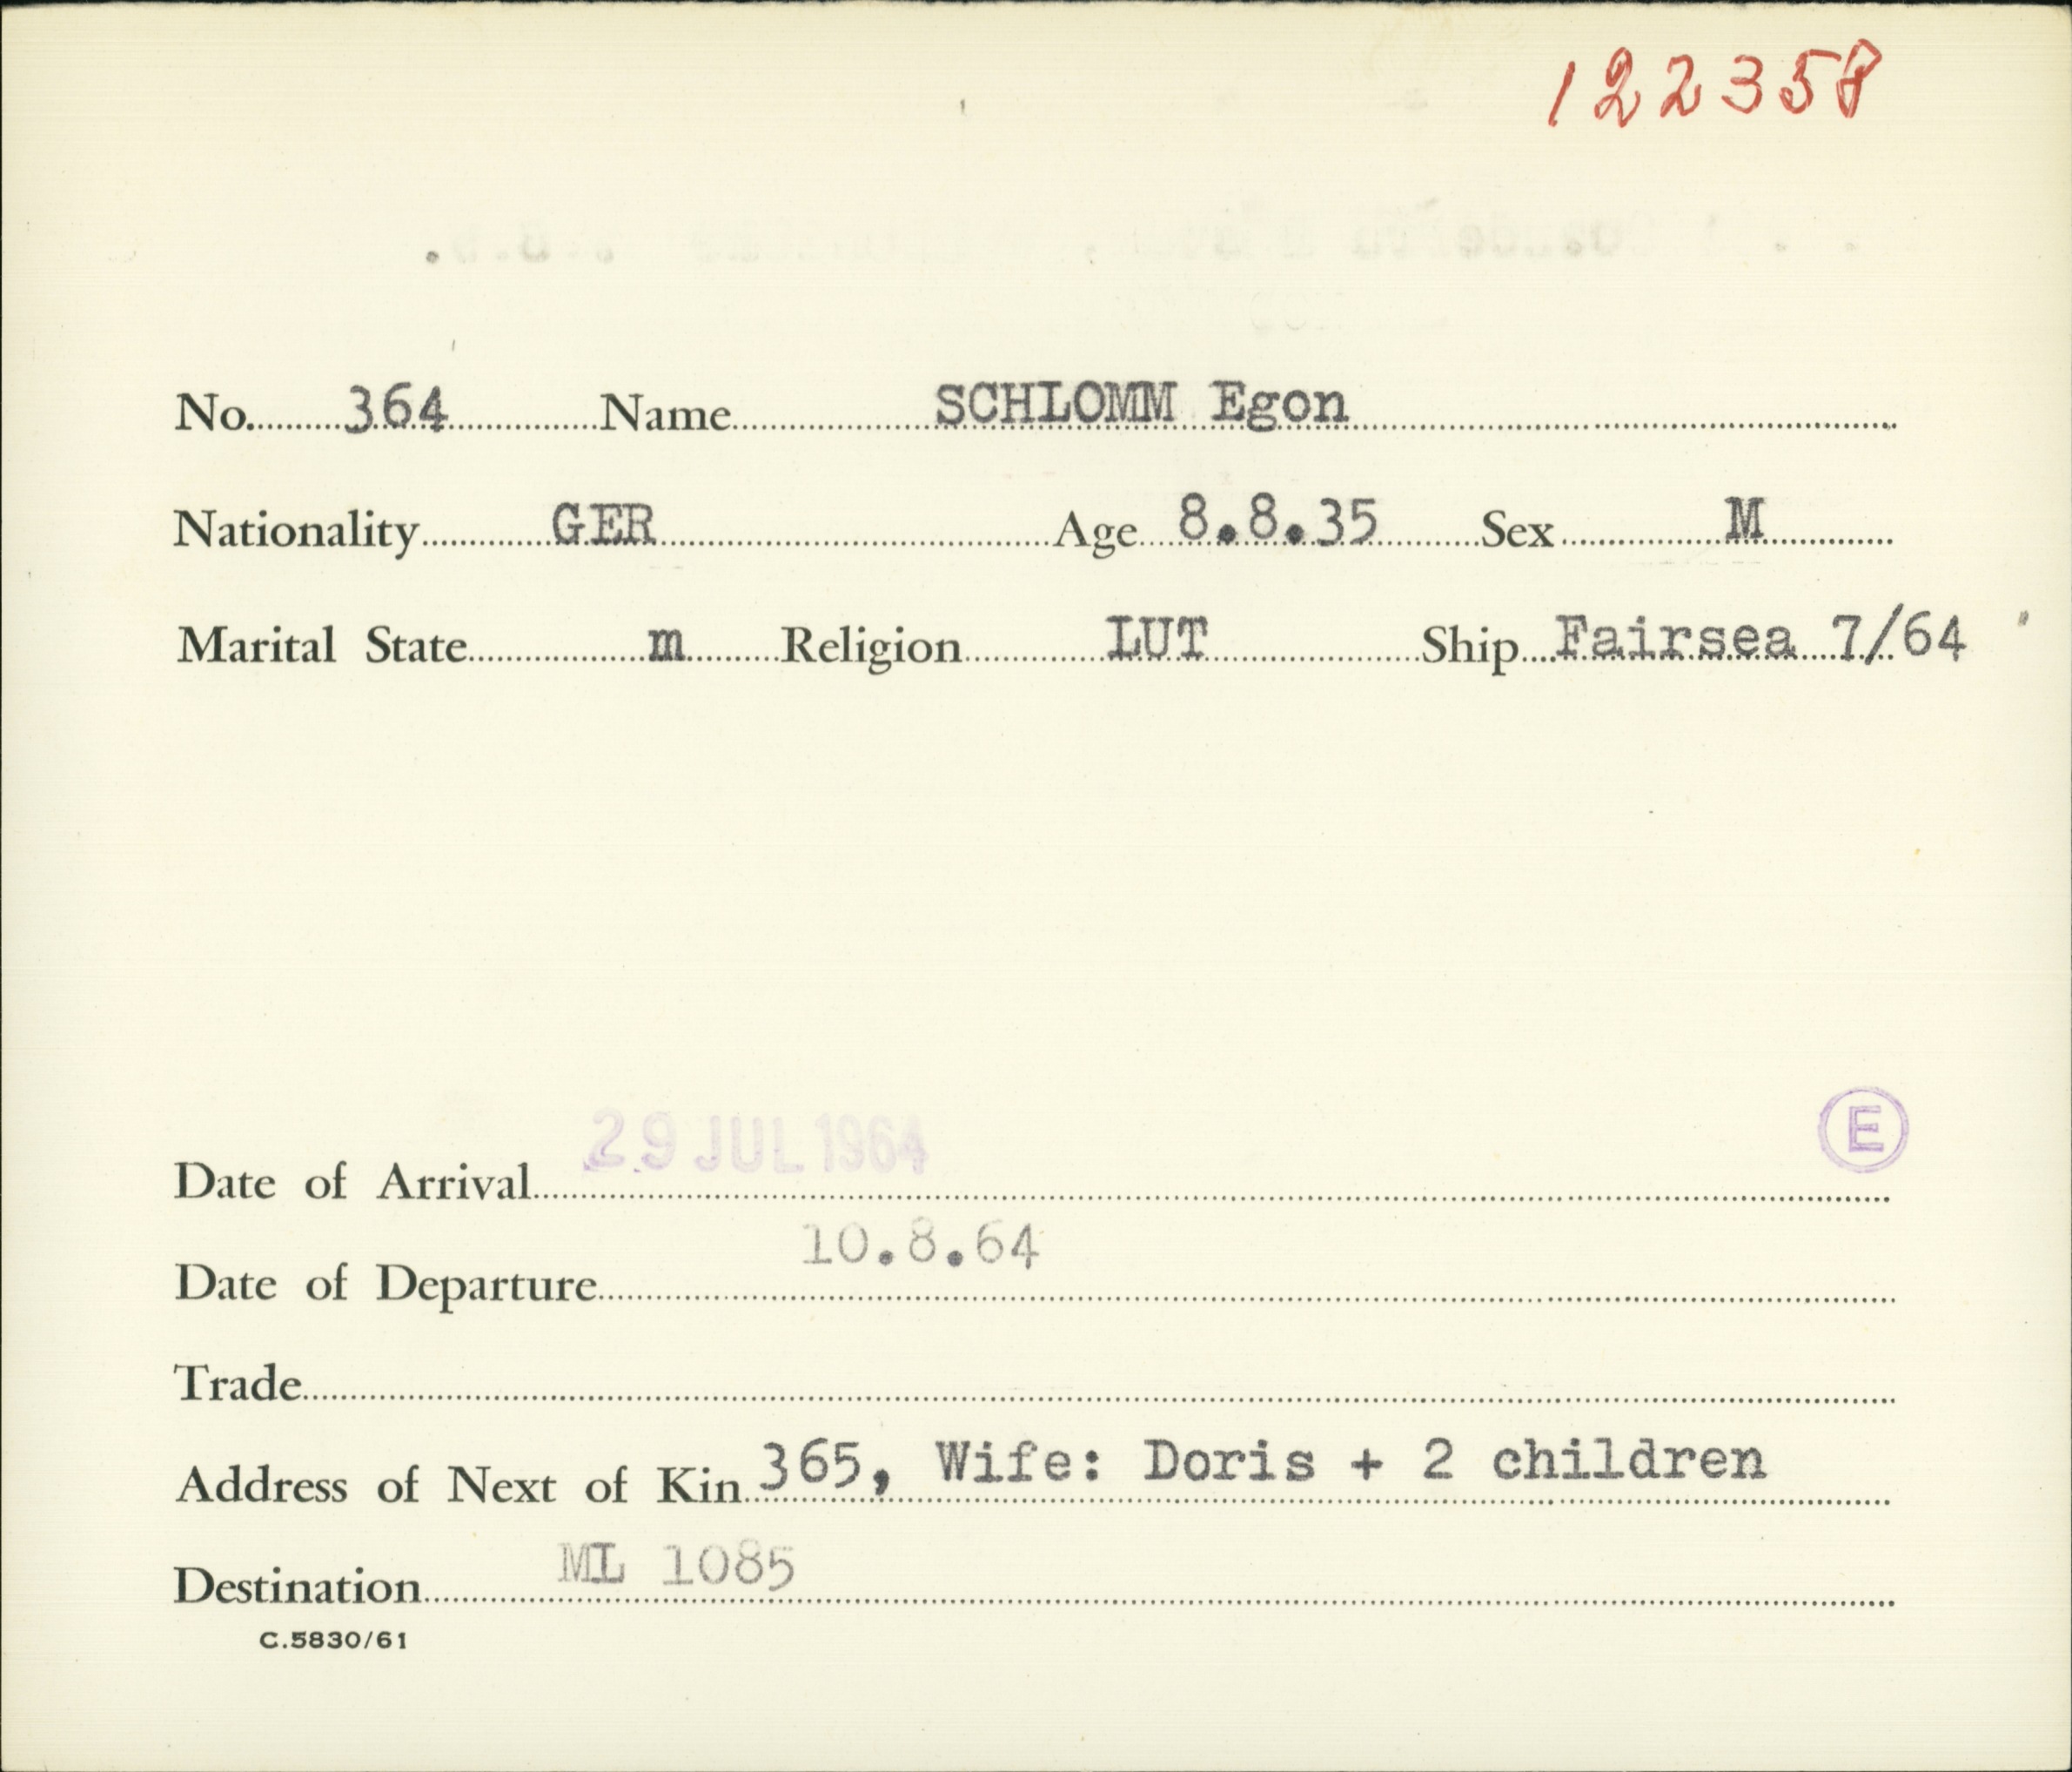 122358
No. 364 Name SCHLOMM Egon
Nationality GER Age 8.8.35 Sex M
Marital State m Religion LUT Ship Fairsea 7/64
E
29 JUL 1964
Date of Arrival
10.8.64
Date of Departure
Trade
Address of Next of Kin 365, Wife: Doris + 2 children
Destination ML 1085
C.5830/61